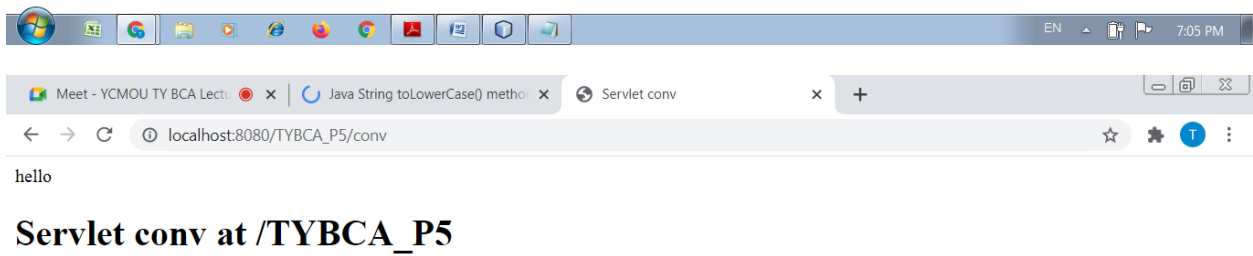 EN 7:05 PM
Meet - YCMOU TY BCA Lectu Java String toLowerCase() metho Servlet conv
localhost:8080/TYBCA_P5/conv T
hello
Servlet conv at /TYBCA_P5